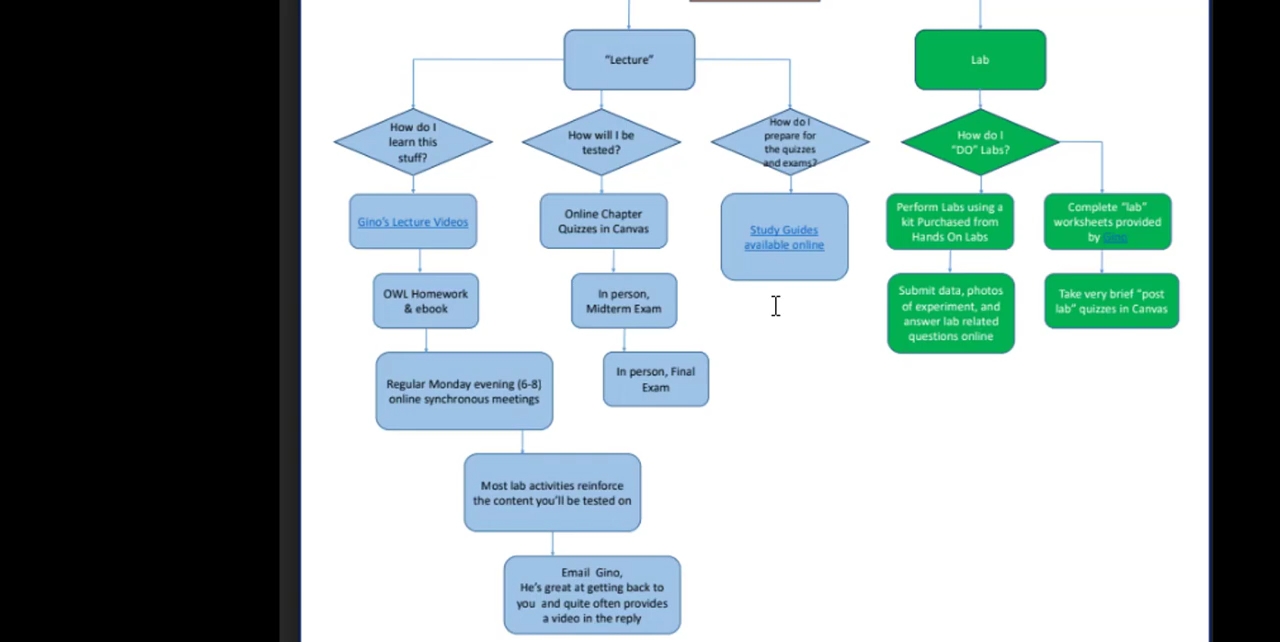 “Lecture”
Lab
How do I
learn this
stuff?
How will I be
tested?
How do I
prepare for
the quizzes
and exams?
How do I
“DO” Labs?
Gino’s Lecture Videos
Online Chapter
Quizzes in Canvas
Study Guides
available online
Perform Labs using a
kit Purchased from
Hands On Labs
Complete “lab”
worksheets provided
by Gino
OWL Homework
& ebook
In person,
Midterm Exam
Submit data, photos
of experiment, and
answer lab related
questions online
Take very brief “post
lab” quizzes in Canvas
Regular Monday evening (6-8)
online synchronous meetings
In person, Final
Exam
Most lab activities reinforce
the content you’ll be tested on
Email Gino,
He’s great at getting back to
you and quite often provides
a video in the reply